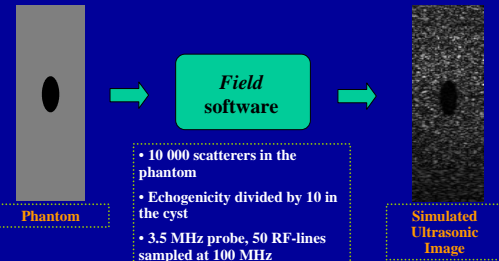 Field
software
• 10 000 scatterers in the
phantom
• Echogenicity divided by 10 in
the cyst
• 3.5 MHz probe, 50 RF-lines
sampled at 100 MHz
Phantom
Simulated
Ultrasonic
Image